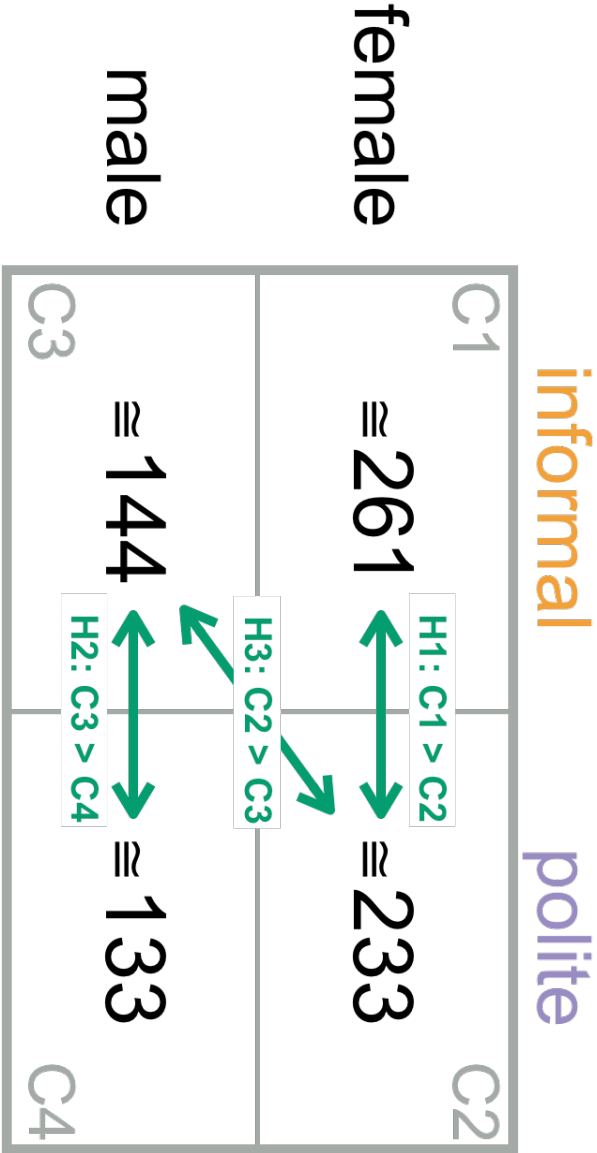 informal
polite
C1
C2
H1: C1 > C2
female
≅261
≅233
H3: C2 > C3
male
≅144
≅133
H2: C3 > C4
C3
C4